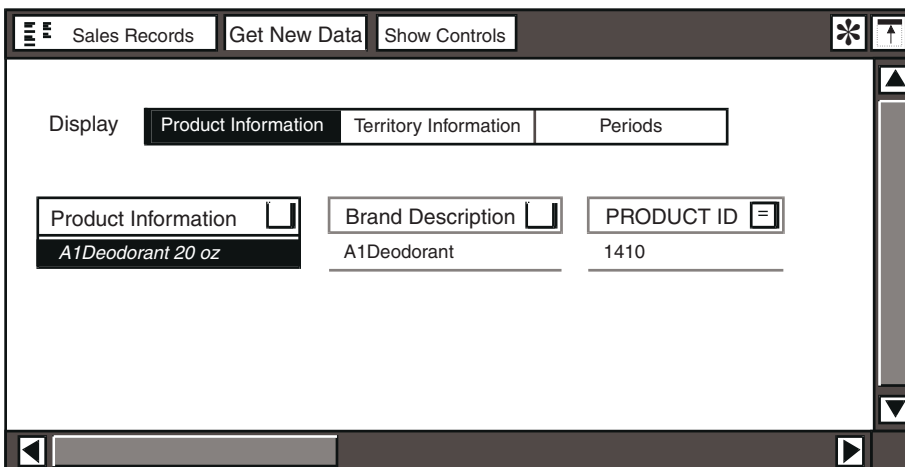 Sales Records Get New Data Show Controls
Display Product Information Territory Information Periods
Product Information Brand Description PRODUCT ID =
A1Deodorant 20 oz A1Deodorant 1410